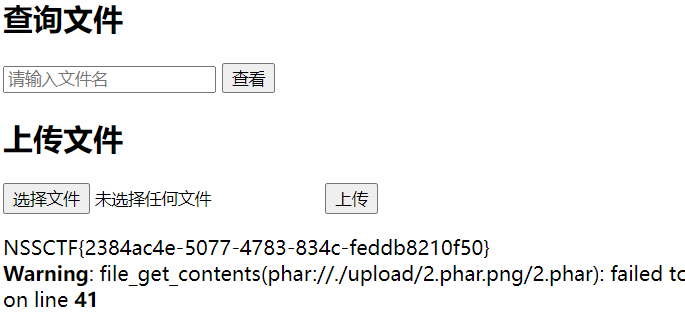 查询文件
请输入文件名 查看
上传文件
选择文件 未选择任何文件 上传
NSSCTF{2384ac4e-5077-4783-834c-feddb8210f50}
Warning: file_get_contents(phar://./upload/2.phar.png/2.phar): failed to
on line 41